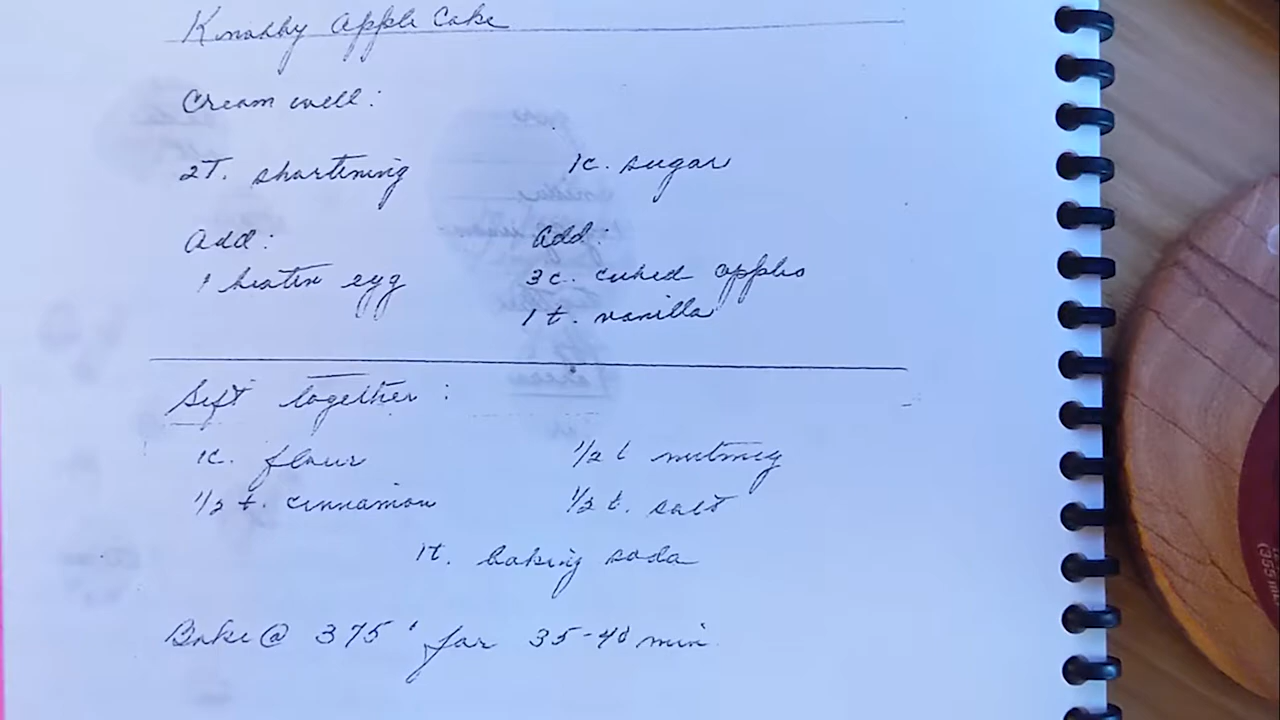 Knobby Apple Cake
Cream well:
2T. shortening 1c. sugar
Add: Add:
1 beaten egg 3c. cubed apples
1 t. vanilla
Sift together:
1c. flour 1/2 t nutmeg
1/2 t. cinnamon 1/2 t. salt
1t. baking soda
Bake @ 375° for 35-40 min.